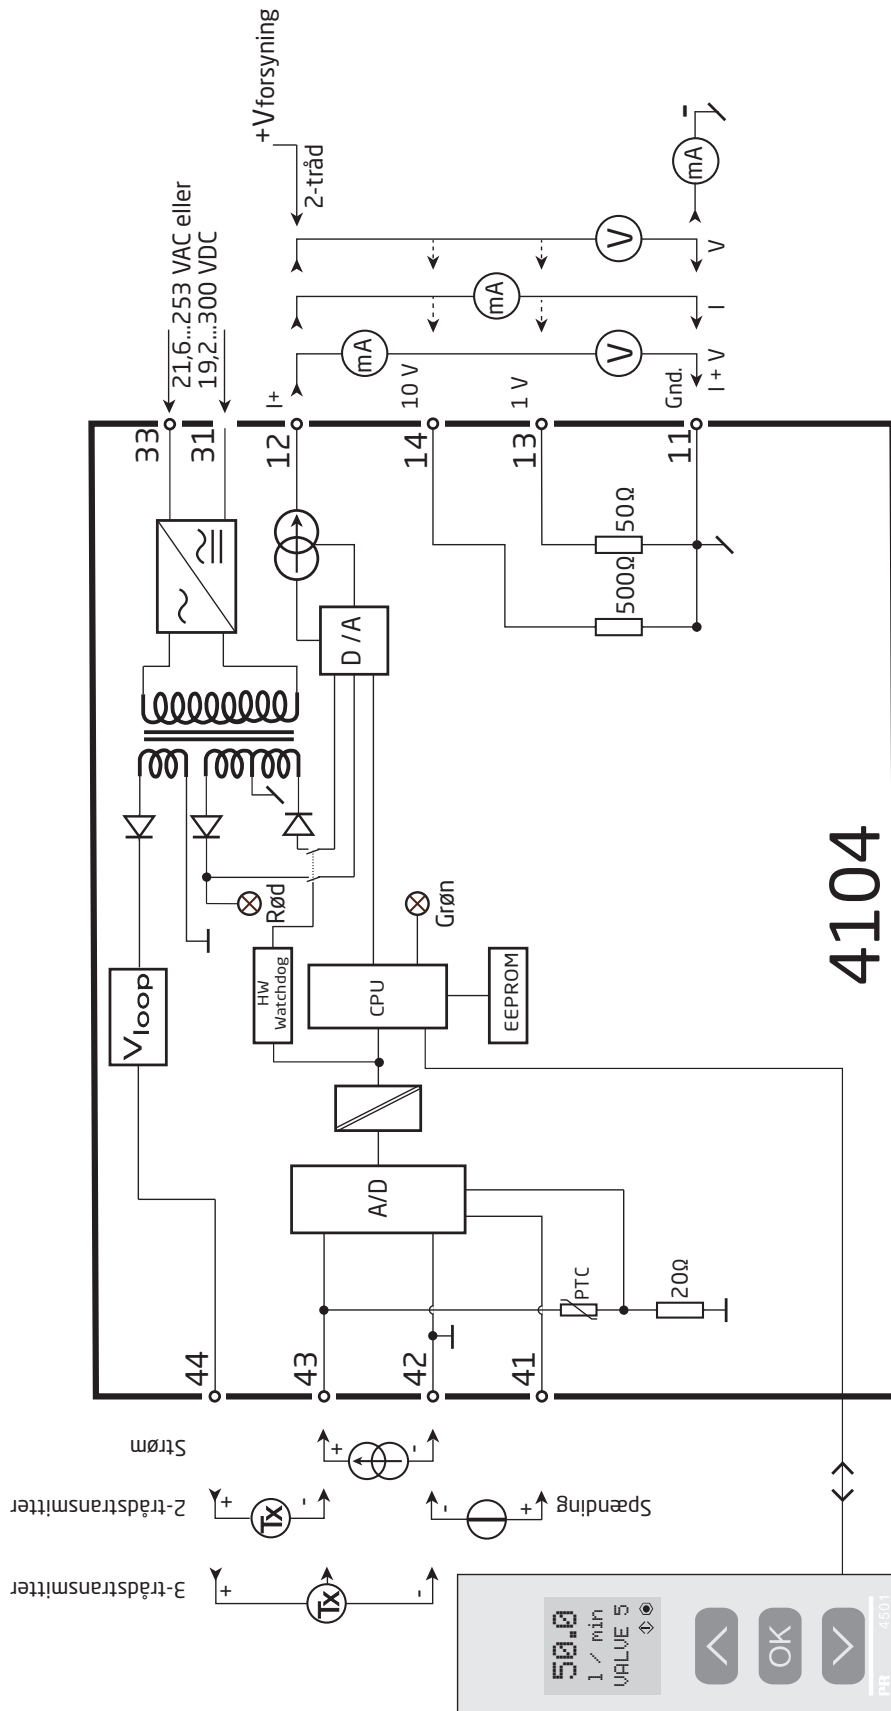 +Vforsyning
2-tråd
21,6...253 VAC eller
19,2...300 VDC
I+
10 V
1 V
Gnd.
mA
V
I + V
mA
I
V
V
mA
-
33
31
12
14
13
11
50Ω
500Ω
D / A
Rød
Grøn
Vloop
HW
Watchdog
CPU
EEPROM
A/D
PTC
20Ω
44
43
42
41
4104
Strøm
+
-
2-trådstransmitter
+
Tx
-
Spænding
-
+
3-trådstransmitter
+
Tx
-
50.0
l / min
VALVE 5
OK
PR
4501